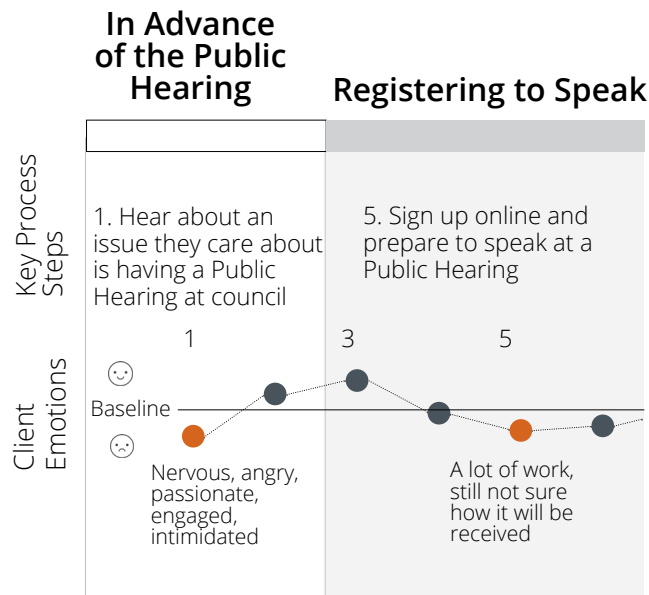 In Advance
of the Public
Hearing
Registering to Speak
Key Process
Steps
1. Hear about an
issue they care about
is having a Public
Hearing at council
5. Sign up online and
prepare to speak at a
Public Hearing
Client
Emotions
1
3
5
Baseline
Nervous, angry,
passionate,
engaged,
intimidated
A lot of work,
still not sure
how it will be
received